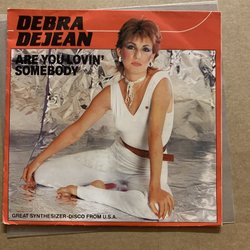 DEBRA
DEJEAN
ARE YOU LOVIN'
SOMEBODY
GREAT SYNTHESIZER-DISCO FROM U.S.A.